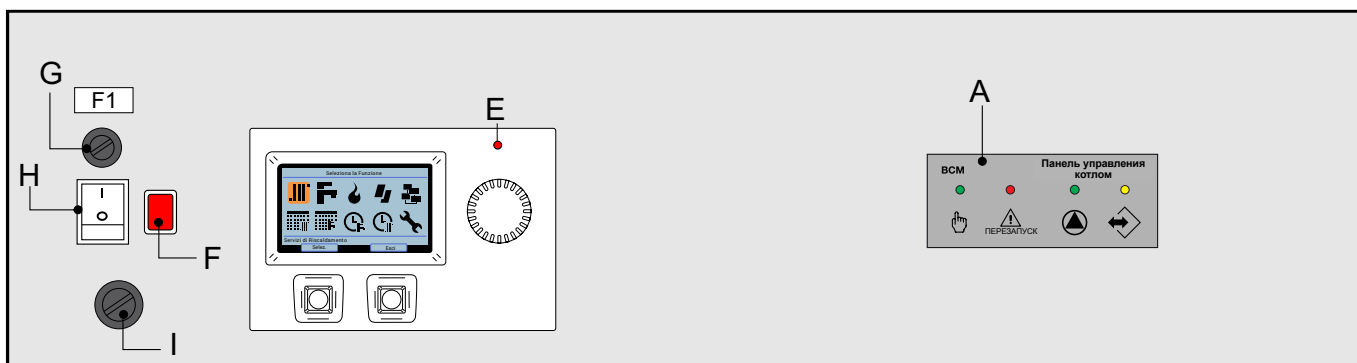 G
F1
H
F
I
E
Seleziona la Funzione
Servizi di Riscaldamento
Selez.
Esci
A
BCM
Панель управления
котлом
ПЕРЕЗАПУСК